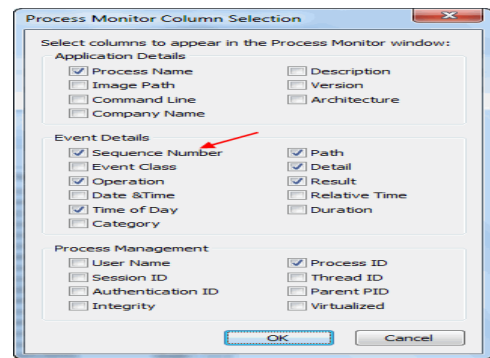 Process Monitor Column Selection
Select columns to appear in the Process Monitor window:
Application Details
Process Name Description
Image Path Version
Command Line Architecture
Company Name
Event Details
Sequence Number Path
Event Class Detail
Operation Result
Date &Time Relative Time
Time of Day Duration
Category
Process Management
User Name Process ID
Session ID Thread ID
Authentication ID Parent PID
Integrity Virtualized
OK Cancel